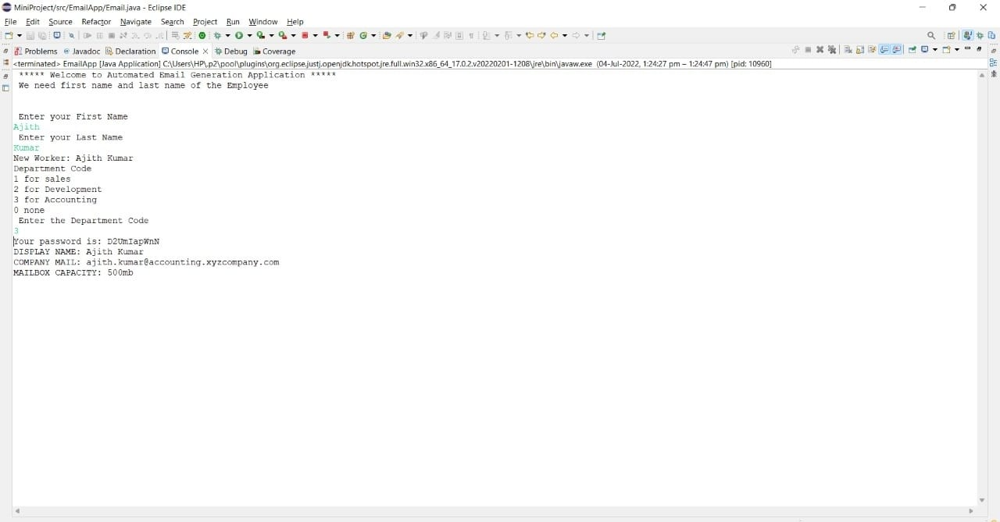 MiniProject/src/EmailApp/Email.java - Eclipse IDE
File Edit Source Refactor Navigate Search Project Run Window Help
Problems Javadoc Declaration Console Debug Coverage
<terminated> EmailApp [Java Application] C:\Users\HP\.p2\pool\plugins\org.eclipse.justj.openjdk.hotspot.jre.full.win32.x86_64_17.0.2.v20220201-1208\jre\bin\javaw.exe (04-Jul-2022, 1:24:27 pm – 1:24:47 pm) [pid: 10960]
***** Welcome to Automated Email Generation Application *****
We need first name and last name of the Employee
Enter your First Name
Ajith
Enter your Last Name
Kumar
New Worker: Ajith Kumar
Department Code
1 for sales
2 for Development
3 for Accounting
0 none
Enter the Department Code
3
Your password is: D2UmIapWnN
DISPLAY NAME: Ajith Kumar
COMPANY MAIL: ajith.kumar@accounting.xyzcompany.com
MAILBOX CAPACITY: 500mb